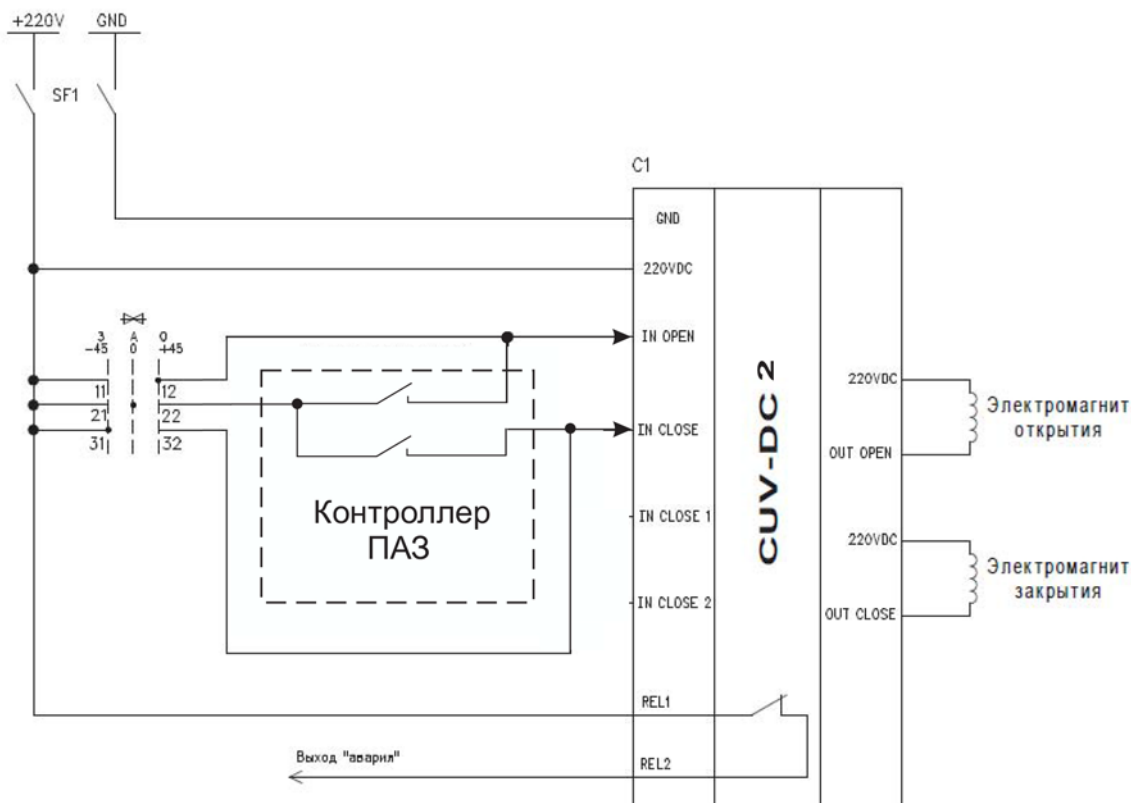 +220V GND
SF1
C1
GND
220VDC
З А О
-45 0 +45
IN OPEN
11 12
21 22
31 32
IN CLOSE
Контроллер
ПАЗ
IN CLOSE 1
IN CLOSE 2
CUV-DC 2
220VDC
OUT OPEN
Электромагнит
открытия
220VDC
OUT CLOSE
Электромагнит
закрытия
REL1
Выход "авария"
REL2